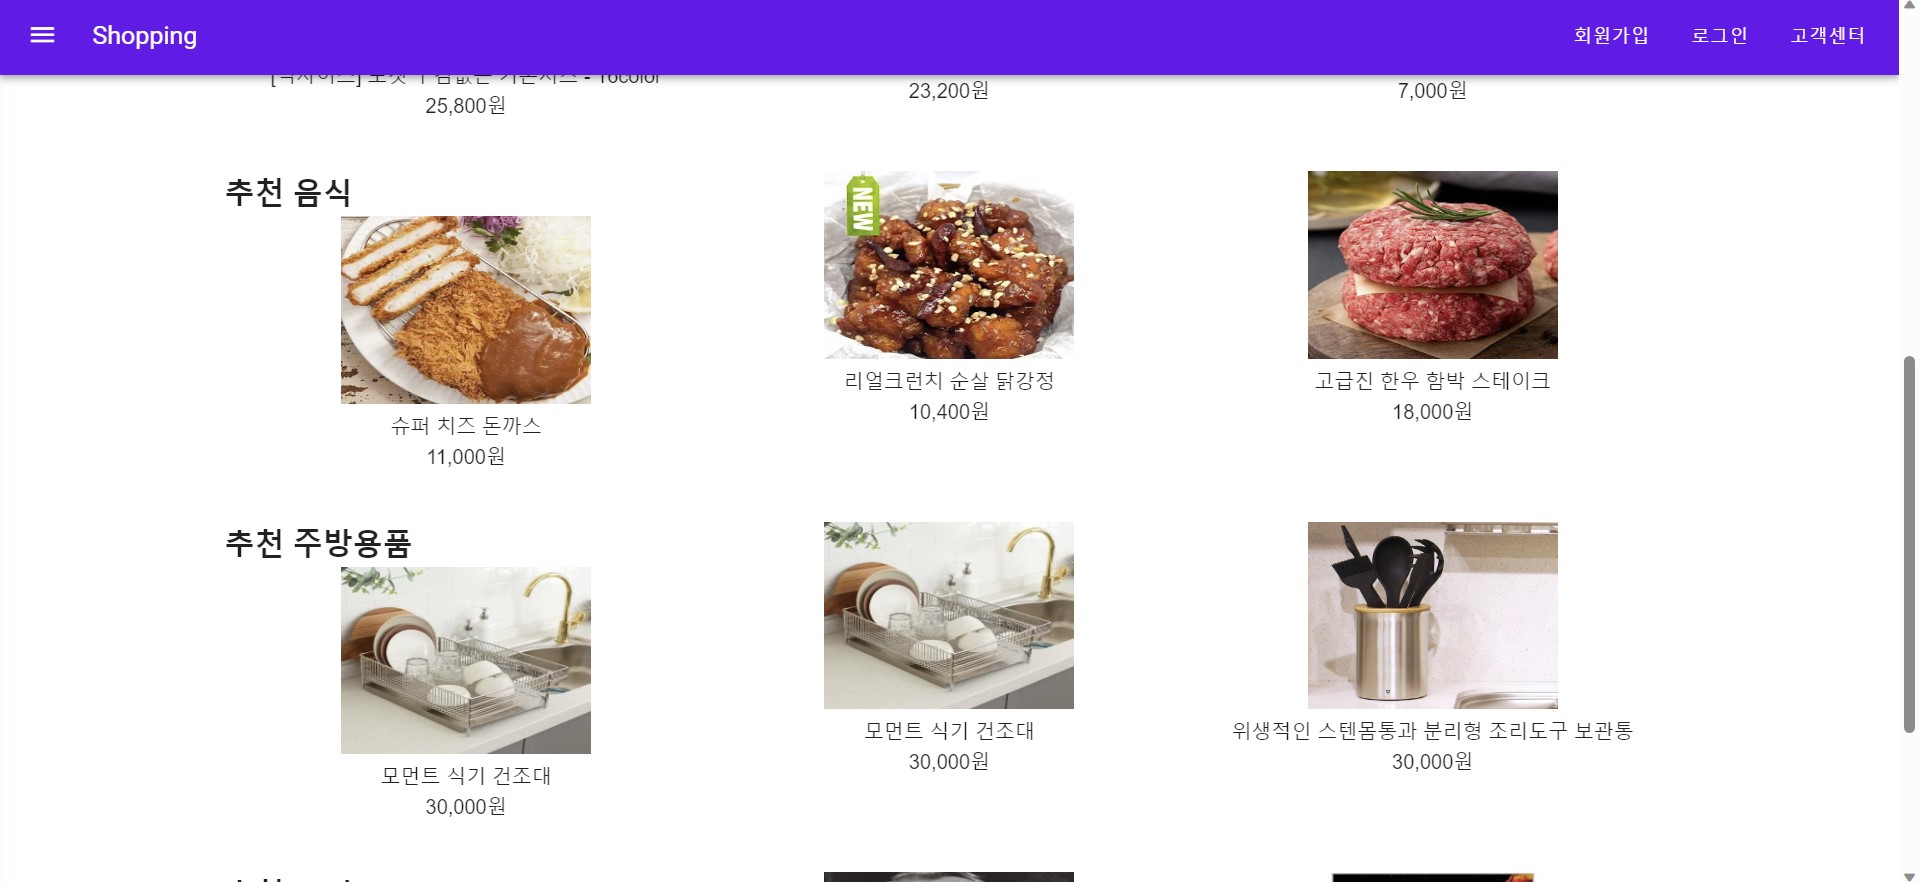 Shopping
회원가입
로그인
고객센터
16color
25,800원
23,200원
7,000원
추천 음식
NEW
슈퍼 치즈 돈까스
11,000원
리얼크런치 순살 닭강정
10,400원
고급진 한우 함박 스테이크
18,000원
추천 주방용품
모먼트 식기 건조대
30,000원
모먼트 식기 건조대
30,000원
위생적인 스텐몸통과 분리형 조리도구 보관통
30,000원